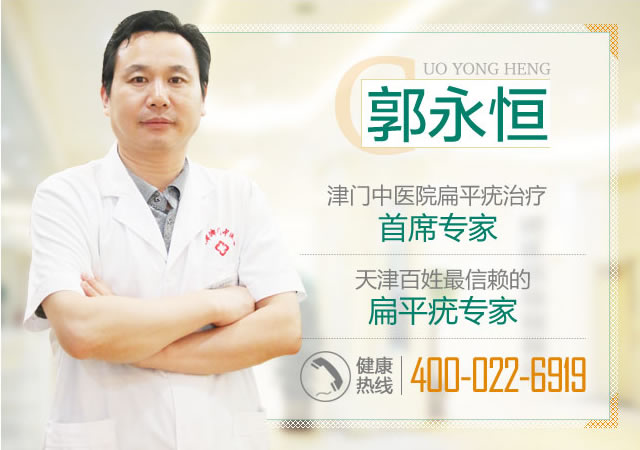 GUO YONG HENG
郭永恒
津门中医院扁平疣治疗
首席专家
天津百姓最信赖的
扁平疣专家
健康
热线
400-022-6919